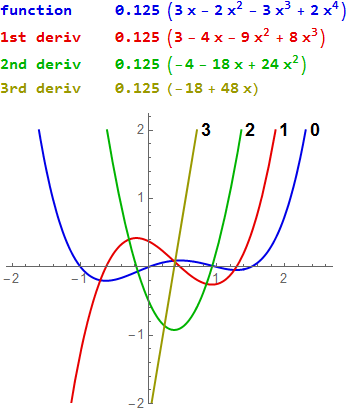 function 0.125 (3 x - 2 x² - 3 x³ + 2 x⁴)
1st deriv 0.125 (3 - 4 x - 9 x² + 8 x³)
2nd deriv 0.125 (-4 - 18 x + 24 x²)
3rd deriv 0.125 (-18 + 48 x)
2 3 2 1 0
1
-2 -1 1 2
-1
-2